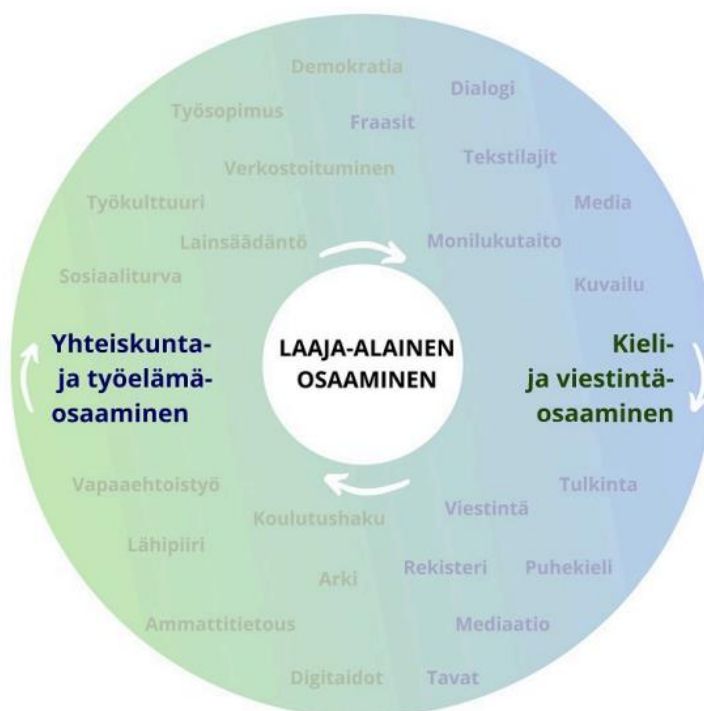 Demokratia
Dialogi
Työsopimus
Fraasit
Verkostoituminen
Tekstilajit
Työkulttuuri
Media
Lainsäädäntö
Monilukutaito
Sosiaaliturva
Kuvailu
Yhteiskunta-
ja työelämä-
osaaminen
LAAJA-ALAINEN
OSAAMINEN
Kieli-
ja viestintä-
osaaminen
Vapaaehtoistyö
Tulkinta
Koulutushaku
Viestintä
Lähipiiri
Arki
Rekisteri
Puhekieli
Ammattitietous
Mediaatio
Digitaidot
Tavat